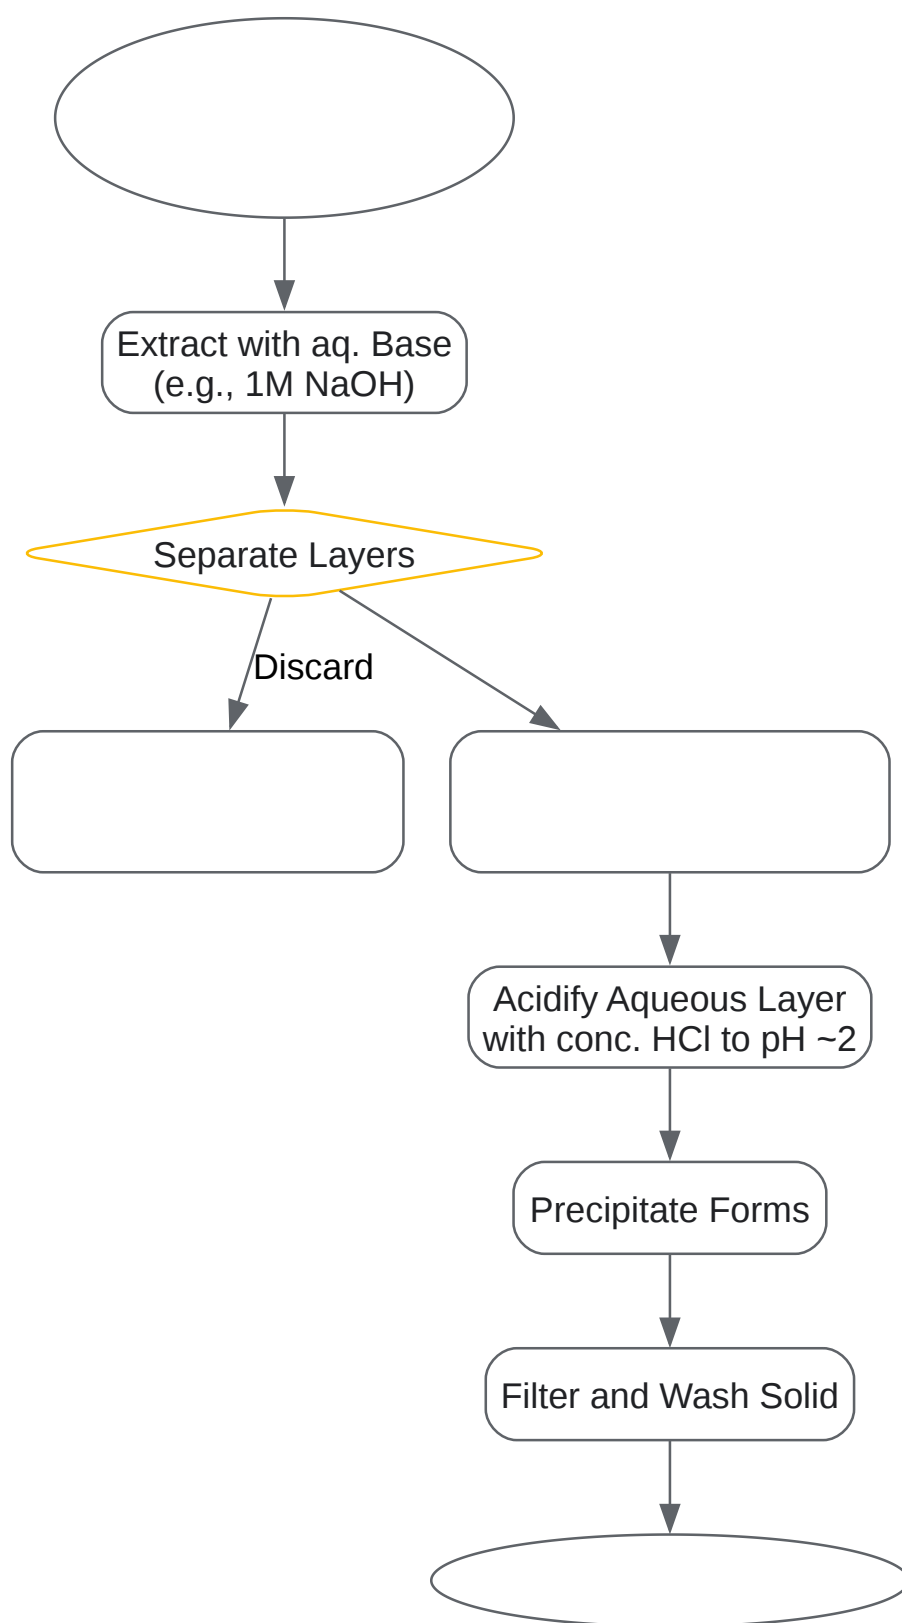 Extract with aq. Base
(e.g., 1M NaOH)
Separate Layers
Discard
Acidify Aqueous Layer
with conc. HCl to pH ~2
Precipitate Forms
Filter and Wash Solid